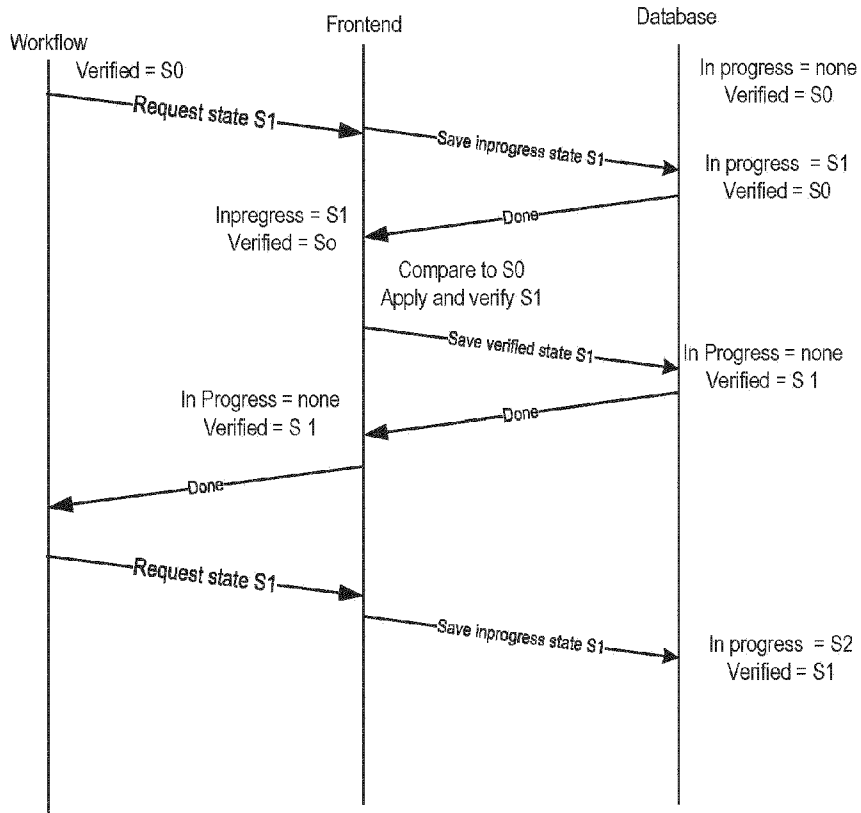 Workflow
Frontend
Database
Verified = S0
In progress = none
Verified = S0
Request state S1
Save inprogress state S1
In progress = S1
Verified = S0
Done
Inpregress = S1
Verified = So
Compare to S0
Apply and verify S1
Save verified state S1
In Progress = none
Verified = S 1
Done
In Progress = none
Verified = S 1
Done
Request state S1
Save inprogress state S1
In progress = S2
Verified = S1